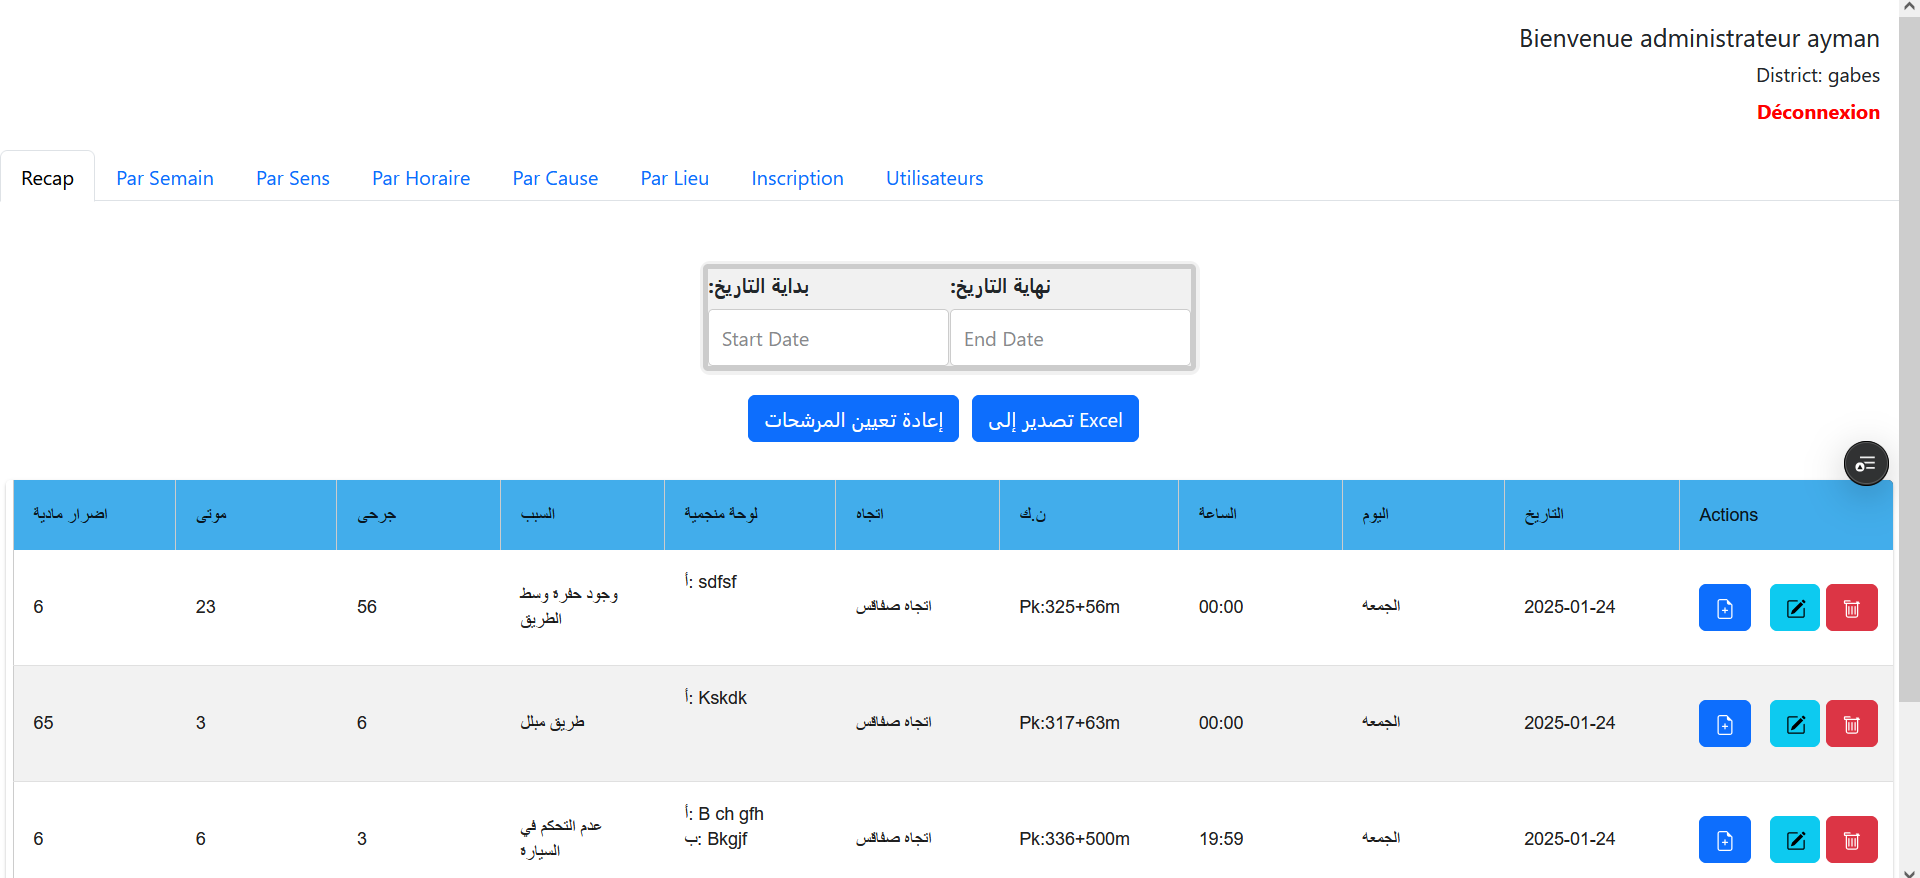 Bienvenue administrateur ayman
District: gabes
Déconnexion
Recap Par Semain Par Sens Par Horaire Par Cause Par Lieu Inscription Utilisateurs
بداية التاريخ: نهاية التاريخ:
Start Date End Date
إعادة تعيين المرشحات تصدير إلى Excel
اضرار مادية موتى جرحى السبب لوحة منجمية اتجاه ن.ك الساعة اليوم التاريخ Actions
6 23 56 وجود حفرة وسط الطريق أ: sdfsf اتجاه صفاقس Pk:325+56m 00:00 الجمعه 2025-01-24
65 3 6 طريق مبلل أ: Kskdk اتجاه صفاقس Pk:317+63m 00:00 الجمعه 2025-01-24
6 6 3 عدم التحكم في السيارة أ: B ch gfh ب: Bkgjf اتجاه صفاقس Pk:336+500m 19:59 الجمعه 2025-01-24